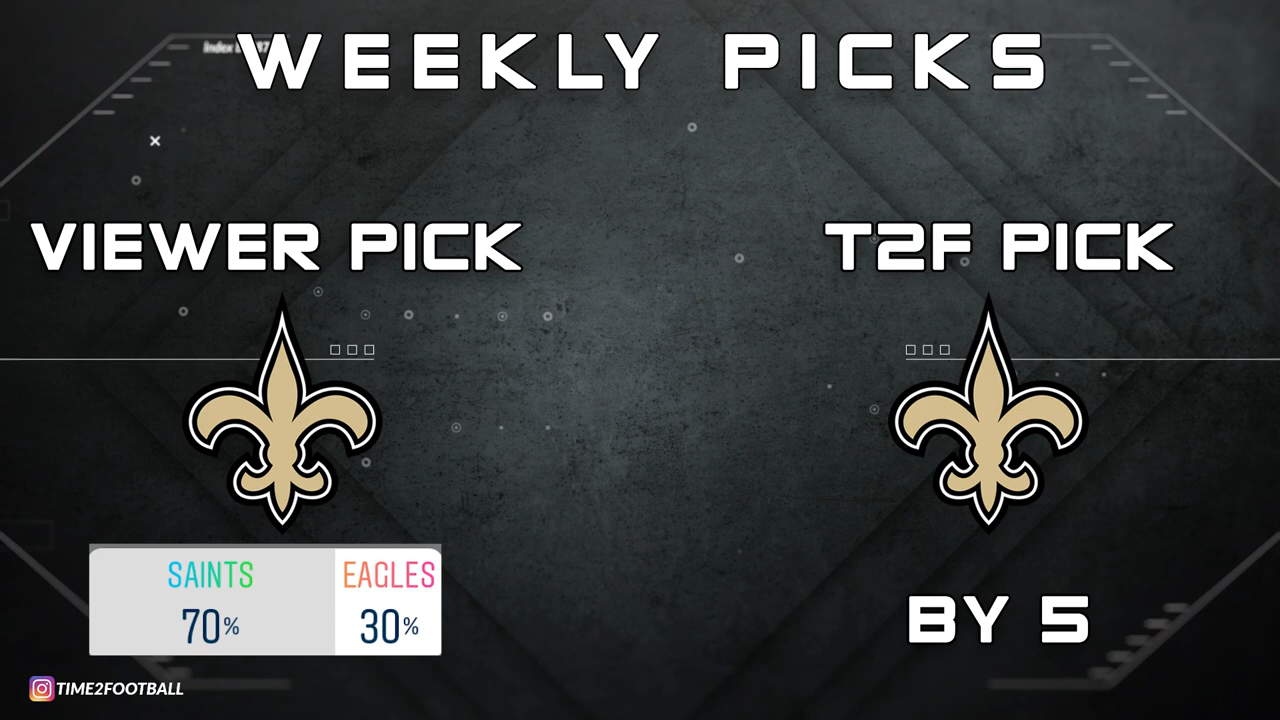 WEEKLY PICKS
VIEWER PICK
T2F PICK
SAINTS
EAGLES
70%
30%
BY 5
TIME2FOOTBALL